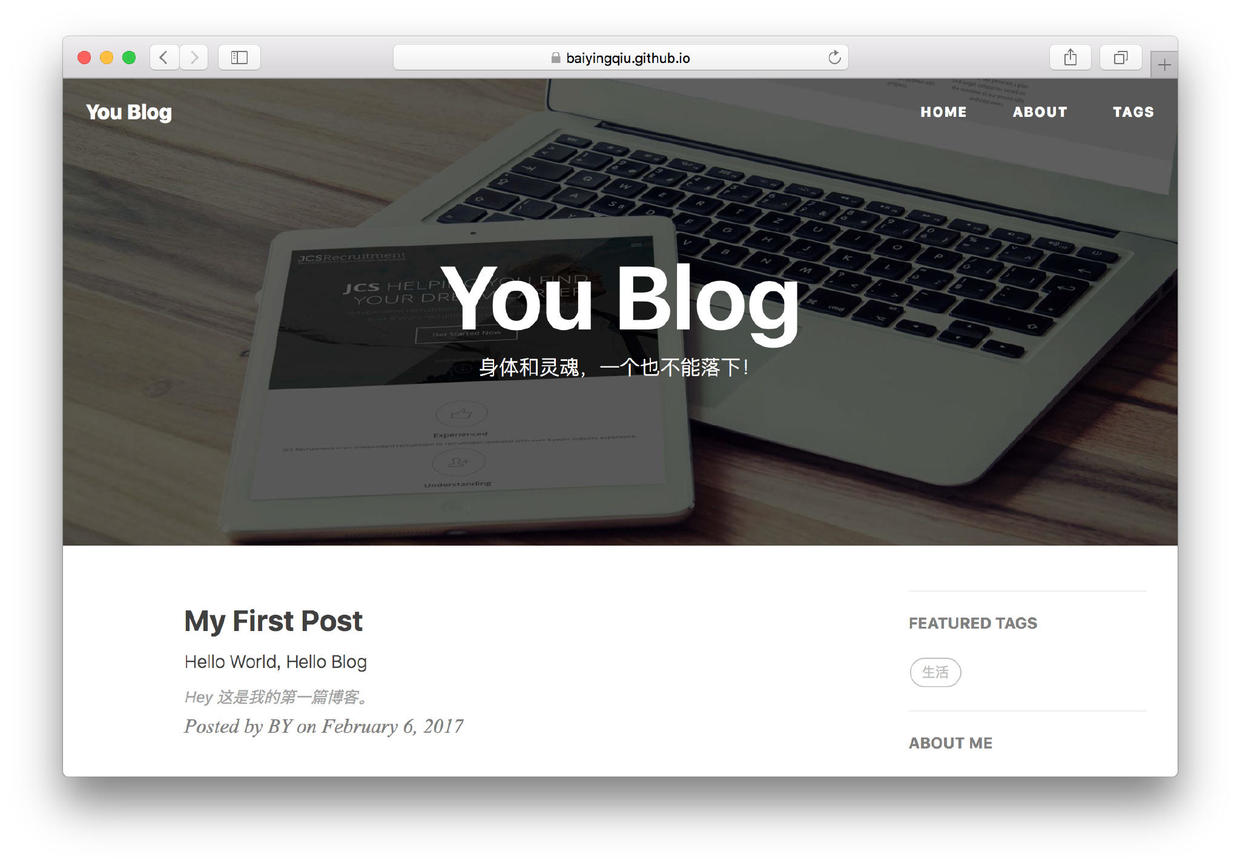 baiyingqiu.github.io
You Blog
HOME ABOUT TAGS
JCSRecruitment
JCS HELPING YOU FIND
YOUR DREAM
Get Started Now
You Blog
身体和灵魂，一个也不能落下！
Experienced
Understanding
My First Post
Hello World, Hello Blog
Hey 这是我的第一篇博客。
Posted by BY on February 6, 2017
FEATURED TAGS
生活
ABOUT ME